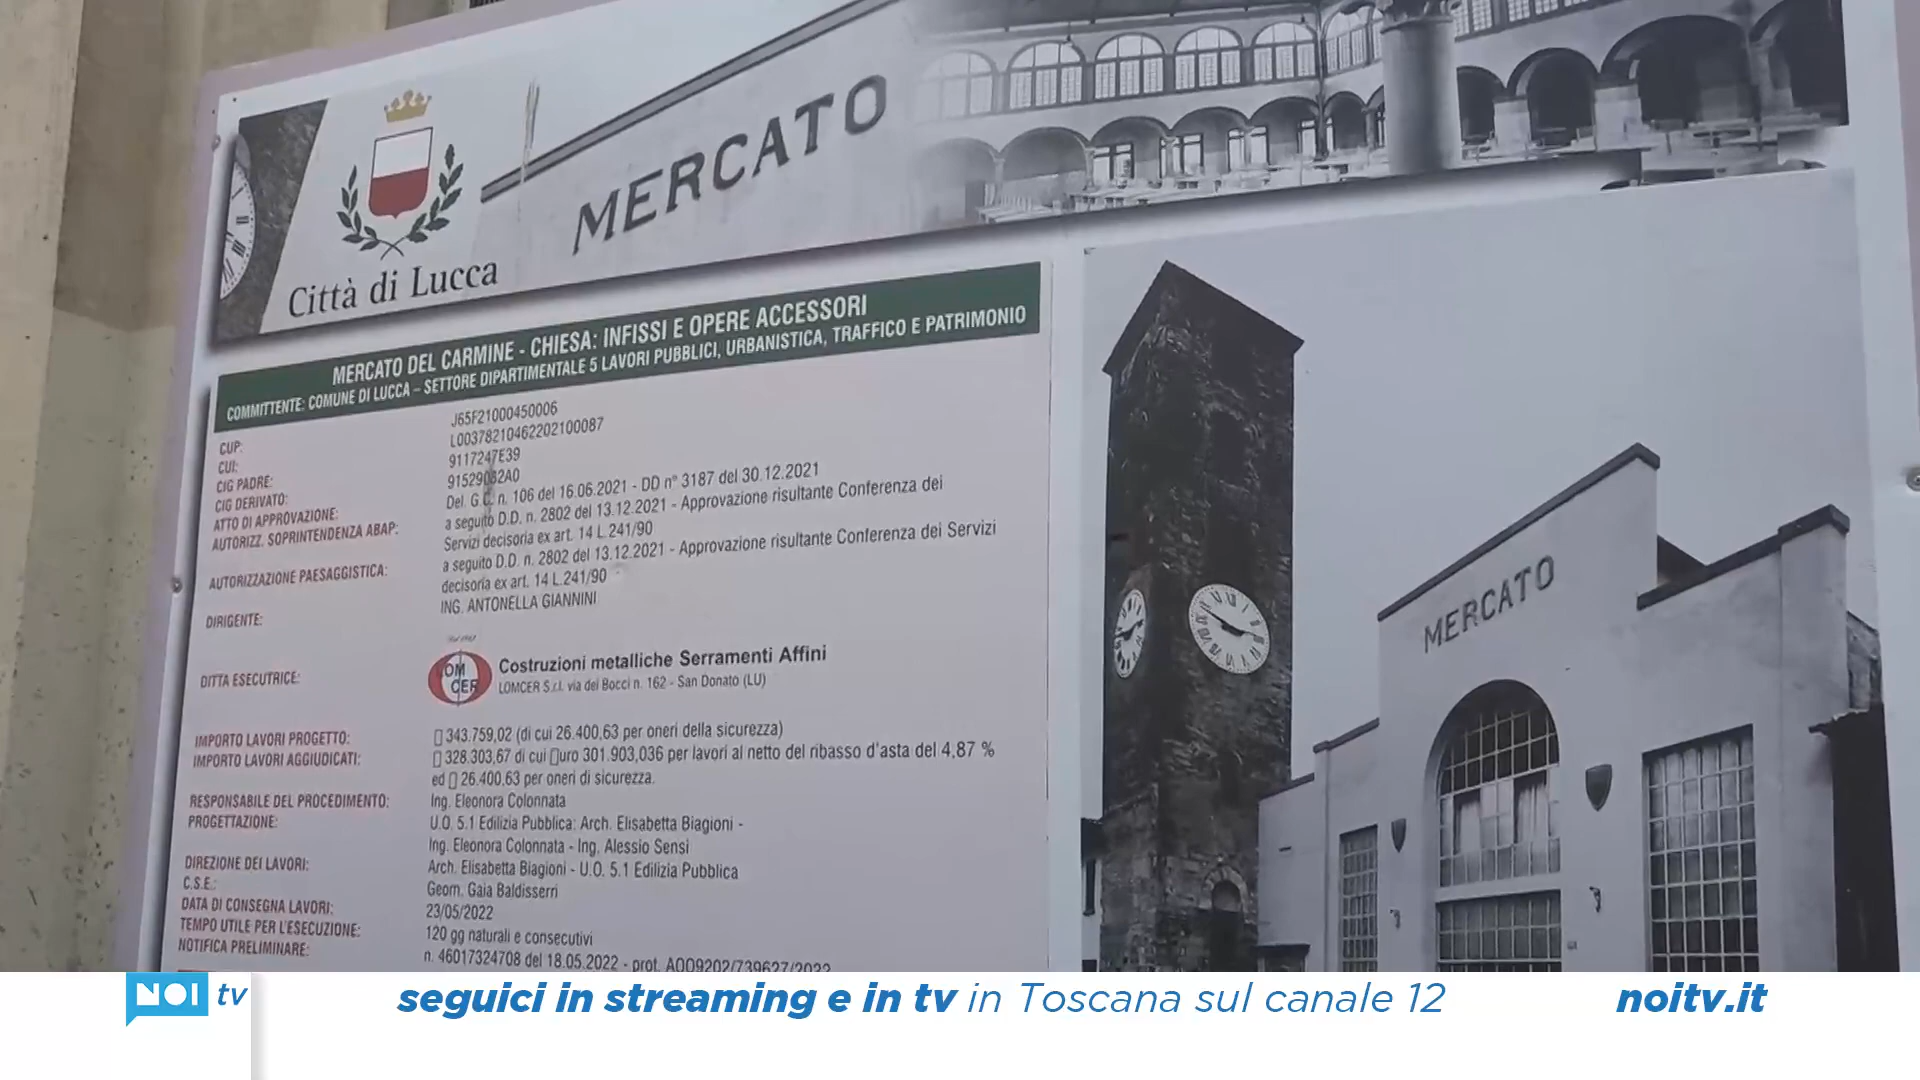 MERCATO
Città di Lucca
MERCATO DEL CARMINE - CHIESA: INFISSI E OPERE ACCESSORI
COMMITTENTE: COMUNE DI LUCCA – SETTORE DIPARTIMENTALE 5 LAVORI PUBBLICI, URBANISTICA, TRAFFICO E PATRIMONIO
CUP: J65F21000450006
CUI: L00378210462202100087
CIG PADRE: 9117247E39
CIG DERIVATO: 91529082A0
ATTO DI APPROVAZIONE: Del. G.C. n. 106 del 16.06.2021 - DD n° 3187 del 30.12.2021
AUTORIZZ. SOPRINTENDENZA ABAP: a seguito D.D. n. 2802 del 13.12.2021 - Approvazione risultante Conferenza dei
Servizi decisoria ex art. 14 L.241/90
AUTORIZZAZIONE PAESAGGISTICA: a seguito D.D. n. 2802 del 13.12.2021 - Approvazione risultante Conferenza dei Servizi
decisoria ex art. 14 L.241/90
DIRIGENTE: ING. ANTONELLA GIANNINI
DITTA ESECUTRICE: LOMCER Costruzioni metalliche Serramenti Affini
LOMCER S.r.l. via dei Bocci n. 162 - San Donato (LU)
IMPORTO LAVORI PROGETTO: 343.759,02 (di cui 26.400,63 per oneri della sicurezza)
IMPORTO LAVORI AGGIUDICATI: 328.303,67 di cui uro 301.903,036 per lavori al netto del ribasso d'asta del 4,87 %
ed 26.400,63 per oneri di sicurezza.
RESPONSABILE DEL PROCEDIMENTO: Ing. Eleonora Colonnata
PROGETTAZIONE: U.O. 5.1 Edilizia Pubblica: Arch. Elisabetta Biagioni -
Ing. Eleonora Colonnata - Ing. Alessio Sensi
DIREZIONE DEI LAVORI: Arch. Elisabetta Biagioni - U.O. 5.1 Edilizia Pubblica
C.S.E.: Geom. Gaia Baldisserri
DATA DI CONSEGNA LAVORI: 23/05/2022
TEMPO UTILE PER L'ESECUZIONE: 120 gg naturali e consecutivi
NOTIFICA PRELIMINARE: n. 46017324708 del 18.05.2022 - prot. AOO9202/739627/2022
MERCATO
NOI tv
seguici in streaming e in tv in Toscana sul canale 12
noitv.it